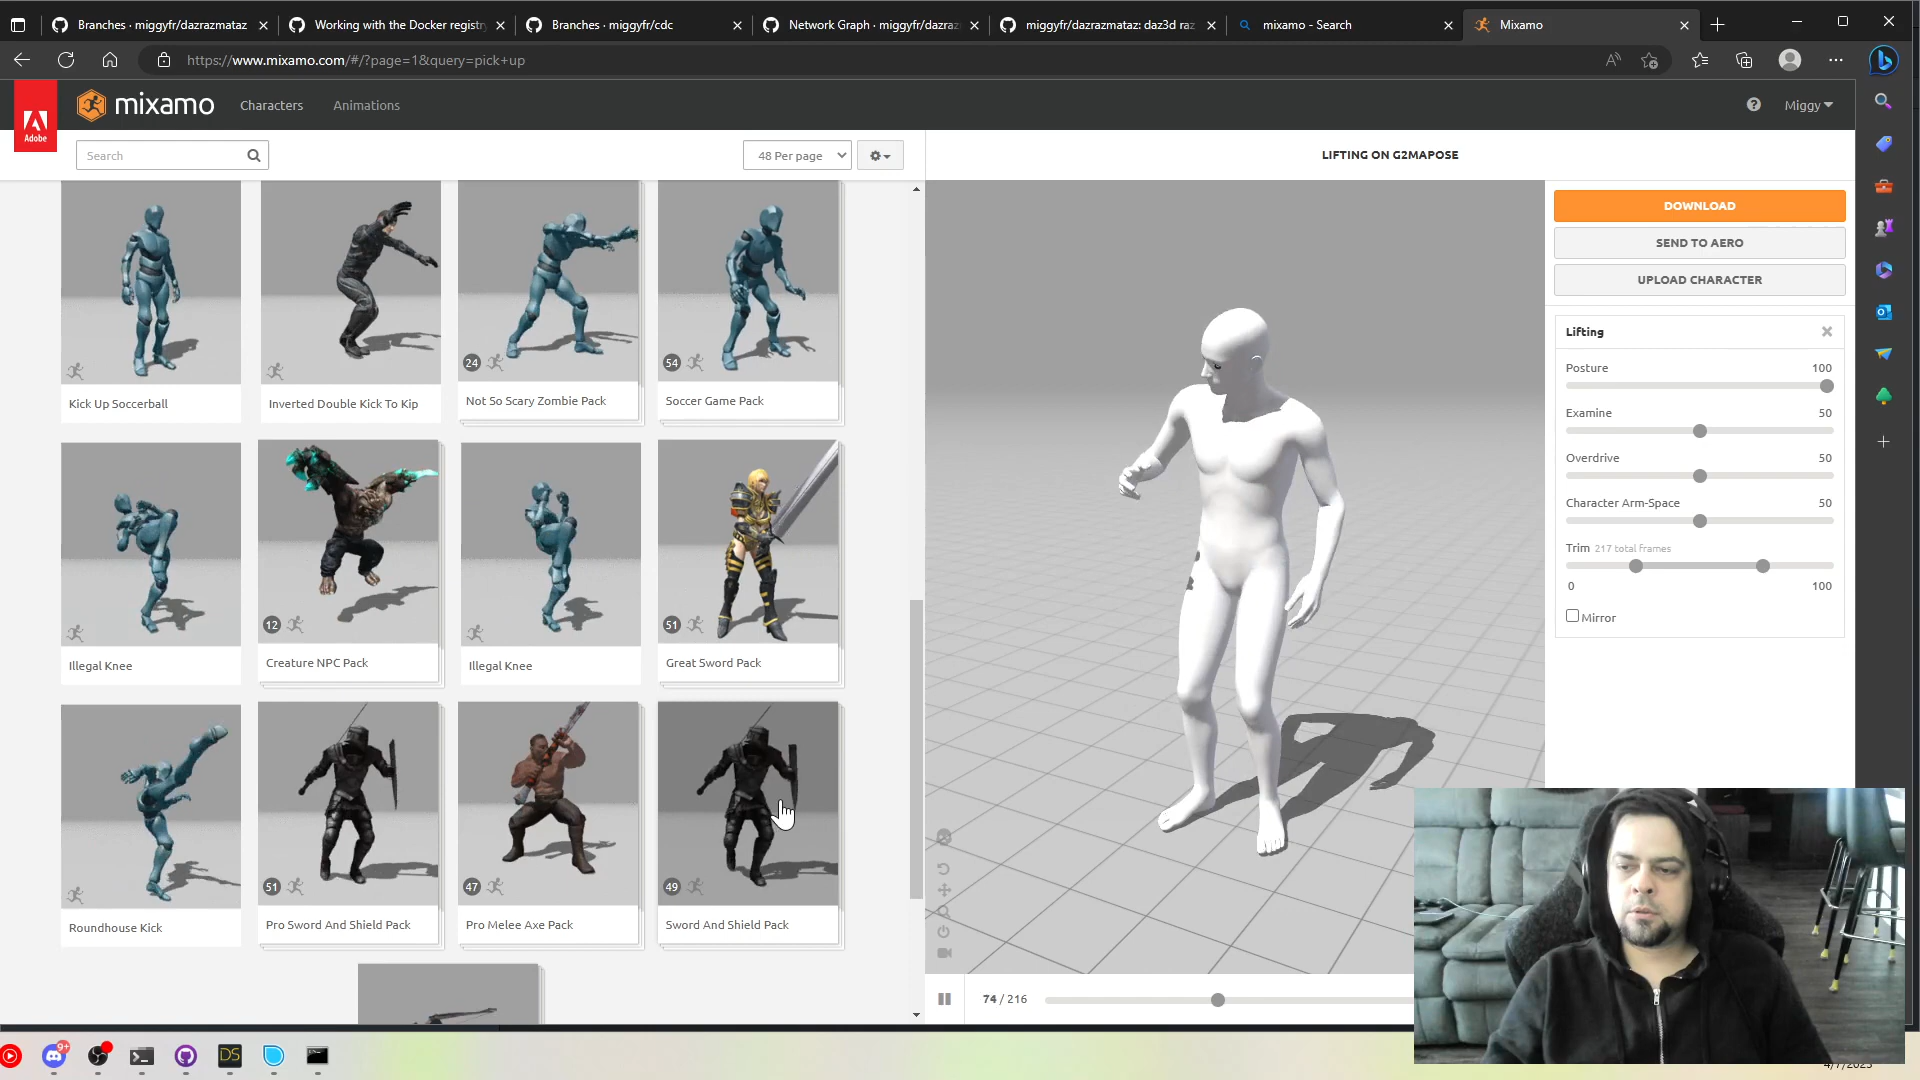 Branches · miggyfr/dazrazmataz
Working with the Docker registry
Branches · miggyfr/cdc
Network Graph · miggyfr/dazraz
miggyfr/dazrazmataz: daz3d raz
mixamo - Search
Mixamo
https://www.mixamo.com/#/?page=1&query=pick+up
Adobe
mixamo
Characters
Animations
Miggy
Search
48 Per page
LIFTING ON G2MAPOSE
Kick Up Soccerball
Inverted Double Kick To Kip
24
Not So Scary Zombie Pack
54
Soccer Game Pack
Illegal Knee
12
Creature NPC Pack
Illegal Knee
51
Great Sword Pack
Roundhouse Kick
51
Pro Sword And Shield Pack
47
Pro Melee Axe Pack
49
Sword And Shield Pack
DOWNLOAD
SEND TO AERO
UPLOAD CHARACTER
Lifting
Posture 100
Examine 50
Overdrive 50
Character Arm-Space 50
Trim 217 total frames
0 100
Mirror
74 / 216
9+
DS
4/7/2023